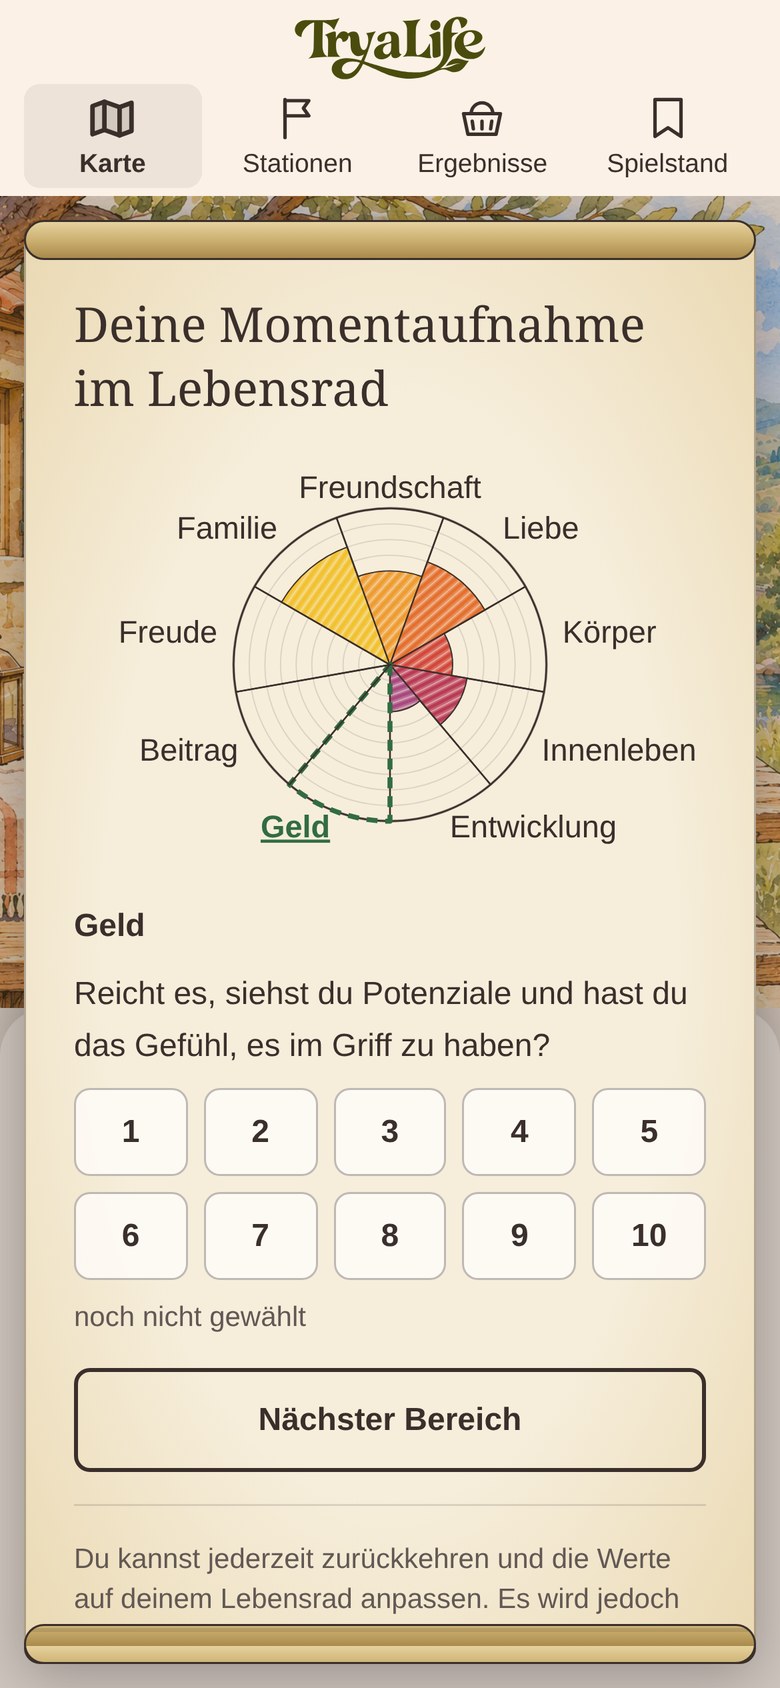 TryaLife
Karte
Stationen
Ergebnisse
Spielstand
Deine Momentaufnahme
im Lebensrad
Freundschaft
Familie
Liebe
Freude
Körper
Beitrag
Innenleben
Geld
Entwicklung
Geld
Reicht es, siehst du Potenziale und hast du
das Gefühl, es im Griff zu haben?
1 2 3 4 5
6 7 8 9 10
noch nicht gewählt
Nächster Bereich
Du kannst jederzeit zurückkehren und die Werte
auf deinem Lebensrad anpassen. Es wird jedoch